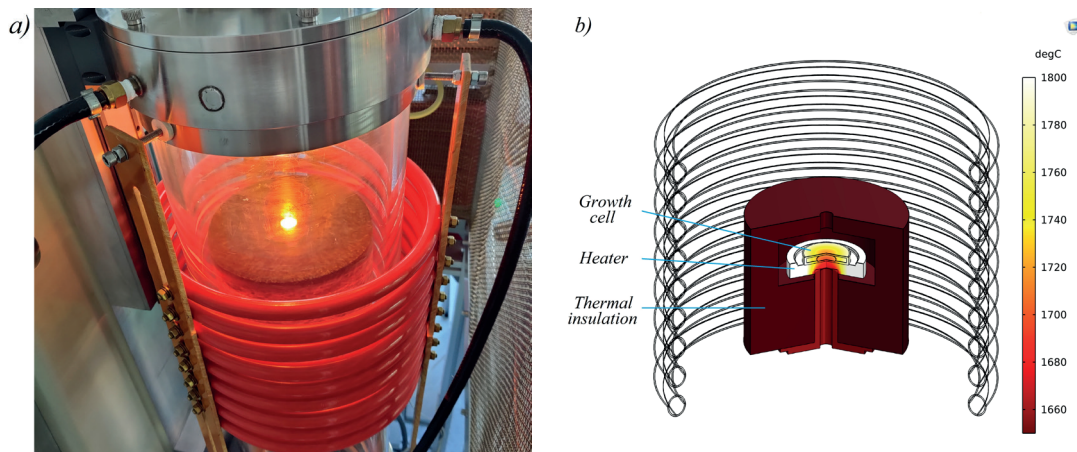 a)
b)
degC
1800
1780
1760
1740
1720
1700
1680
1660
Growth
cell
Heater
Thermal
insulation